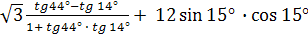 √3 (tg44°−tg 14°)/(1+ tg44°· tg 14°) + 12 sin 15° · cos 15°